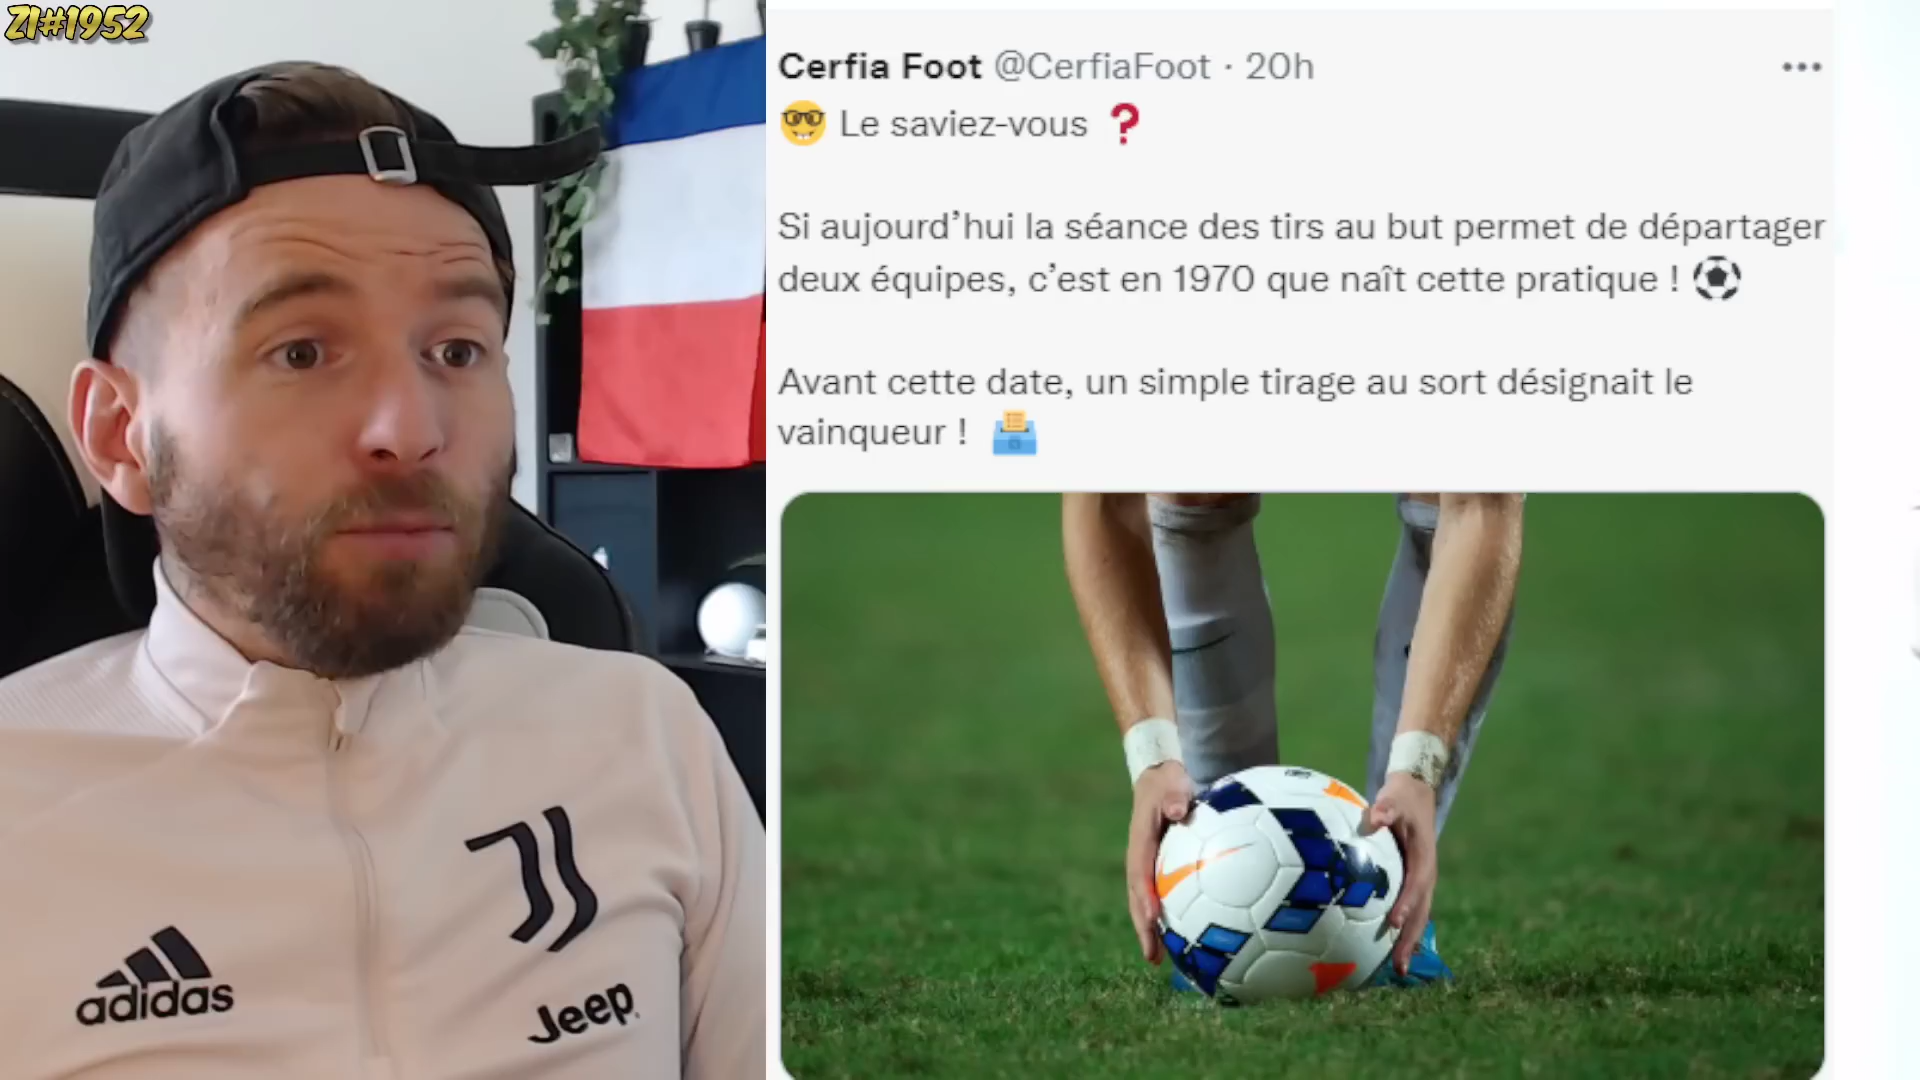 ZI#1952
Cerfia Foot @CerfiaFoot · 20h
🤓 Le saviez-vous ❓
Si aujourd’hui la séance des tirs au but permet de départager
deux équipes, c’est en 1970 que naît cette pratique ! ⚽
Avant cette date, un simple tirage au sort désignait le
vainqueur ! 🗳️
adidas
Jeep